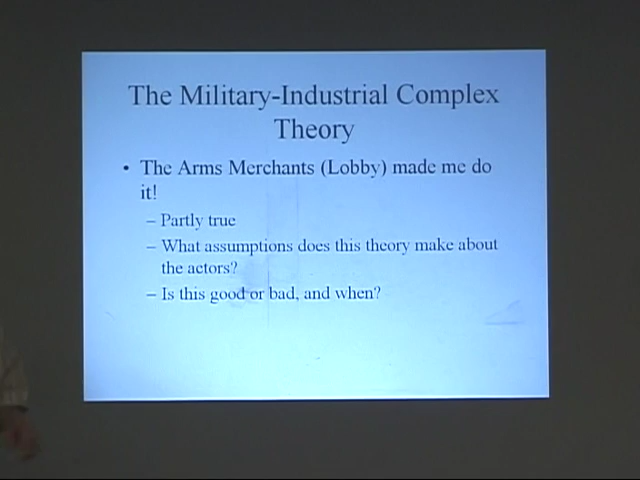 The Military-Industrial Complex
Theory
• The Arms Merchants (Lobby) made me do
it!
– Partly true
– What assumptions does this theory make about
the actors?
– Is this good or bad, and when?